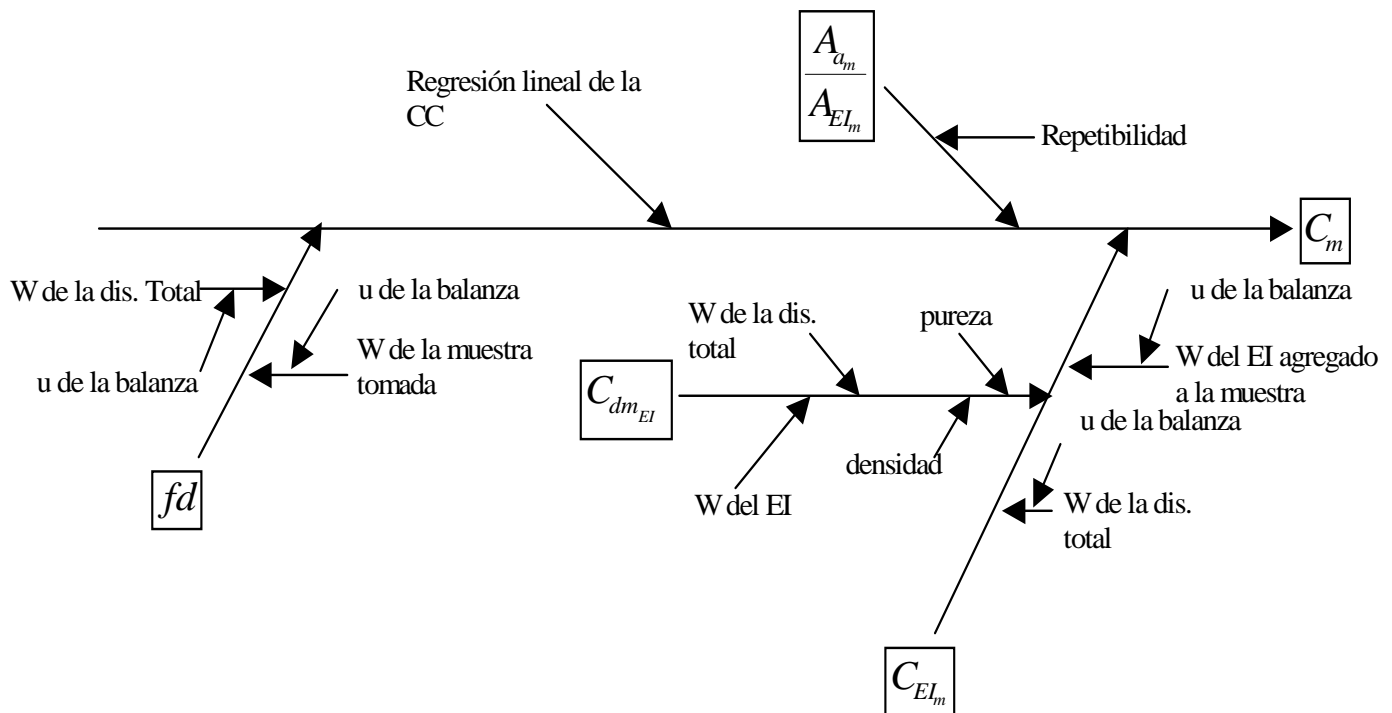 A_{a_m}
A_{EI_m}
Regresión lineal de la
CC
Repetibilidad
C_m
W de la dis. Total
u de la balanza
u de la balanza
W de la muestra
tomada
fd
W de la dis.
total
pureza
C_{dm_{EI}}
W del EI
densidad
u de la balanza
W del EI agregado
a la muestra
u de la balanza
W de la dis.
total
C_{EI_m}